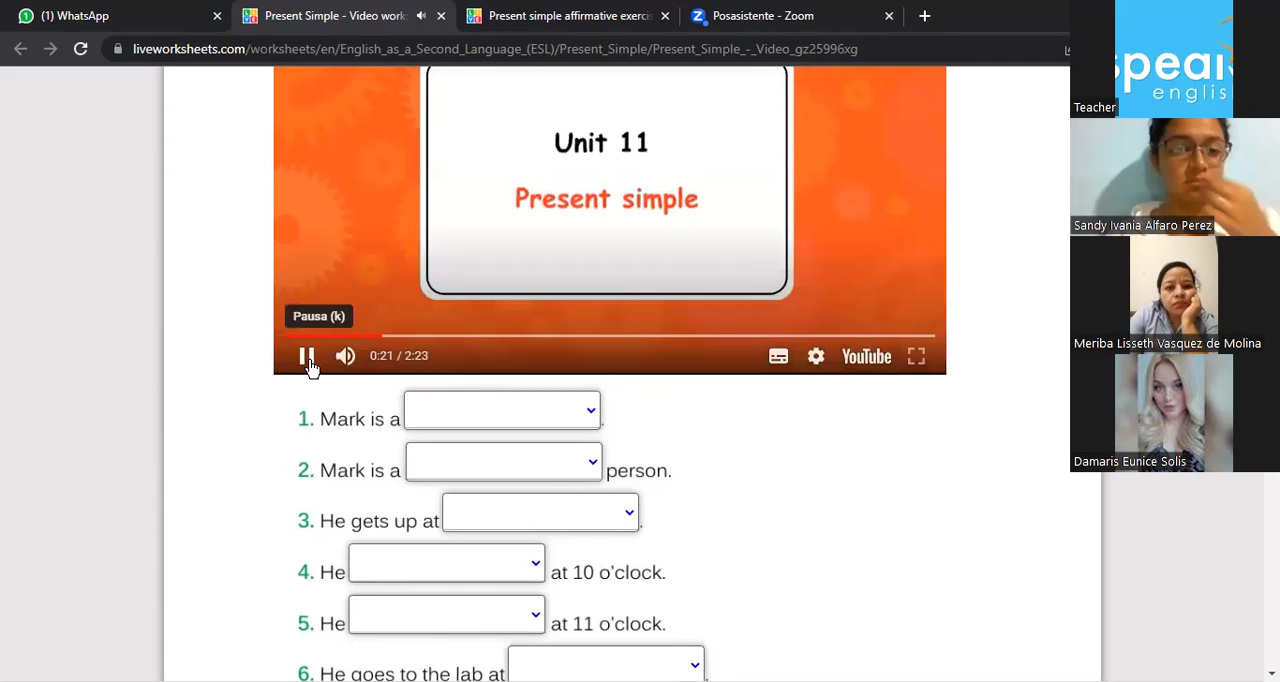 (1) WhatsApp
Present Simple - Video work
Present simple affirmative exerci
Posasistente - Zoom
liveworksheets.com/worksheets/en/English_as_a_Second_Language_(ESL)/Present_Simple/Present_Simple_-_Video_gz25996xg
Unit 11
Present simple
Pausa (k)
0:21 / 2:23
YouTube
1. Mark is a .
2. Mark is a person.
3. He gets up at .
4. He at 10 o'clock.
5. He at 11 o'clock.
6. He goes to the lab at .
speak
englis
Teacher
Sandy Ivania Alfaro Perez
Meriba Lisseth Vasquez de Molina
Damaris Eunice Solis